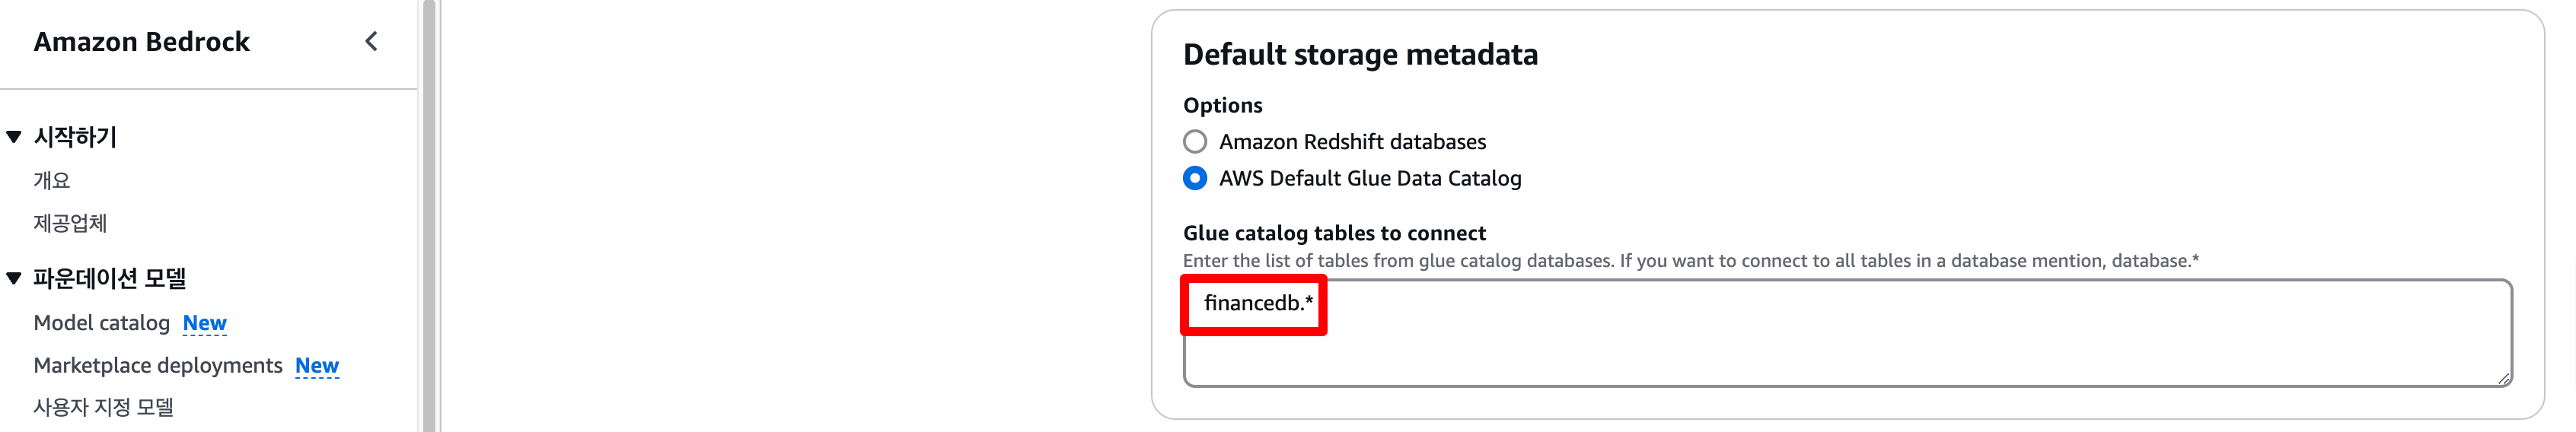 Amazon Bedrock
시작하기
개요
제공업체
파운데이션 모델
Model catalog New
Marketplace deployments New
사용자 지정 모델
Default storage metadata
Options
Amazon Redshift databases
AWS Default Glue Data Catalog
Glue catalog tables to connect
Enter the list of tables from glue catalog databases. If you want to connect to all tables in a database mention, database.*
financedb.*